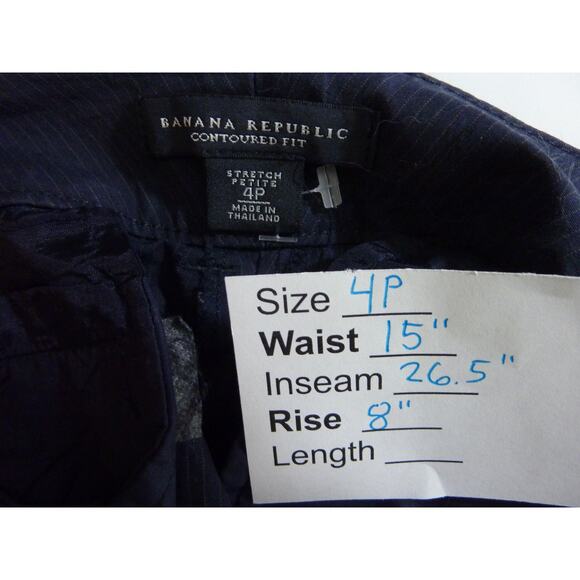 BANANA REPUBLIC
CONTOURED FIT
STRETCH
PETITE
4P
MADE IN
THAILAND
Size 4P
Waist 15"
Inseam 26.5"
Rise 8"
Length